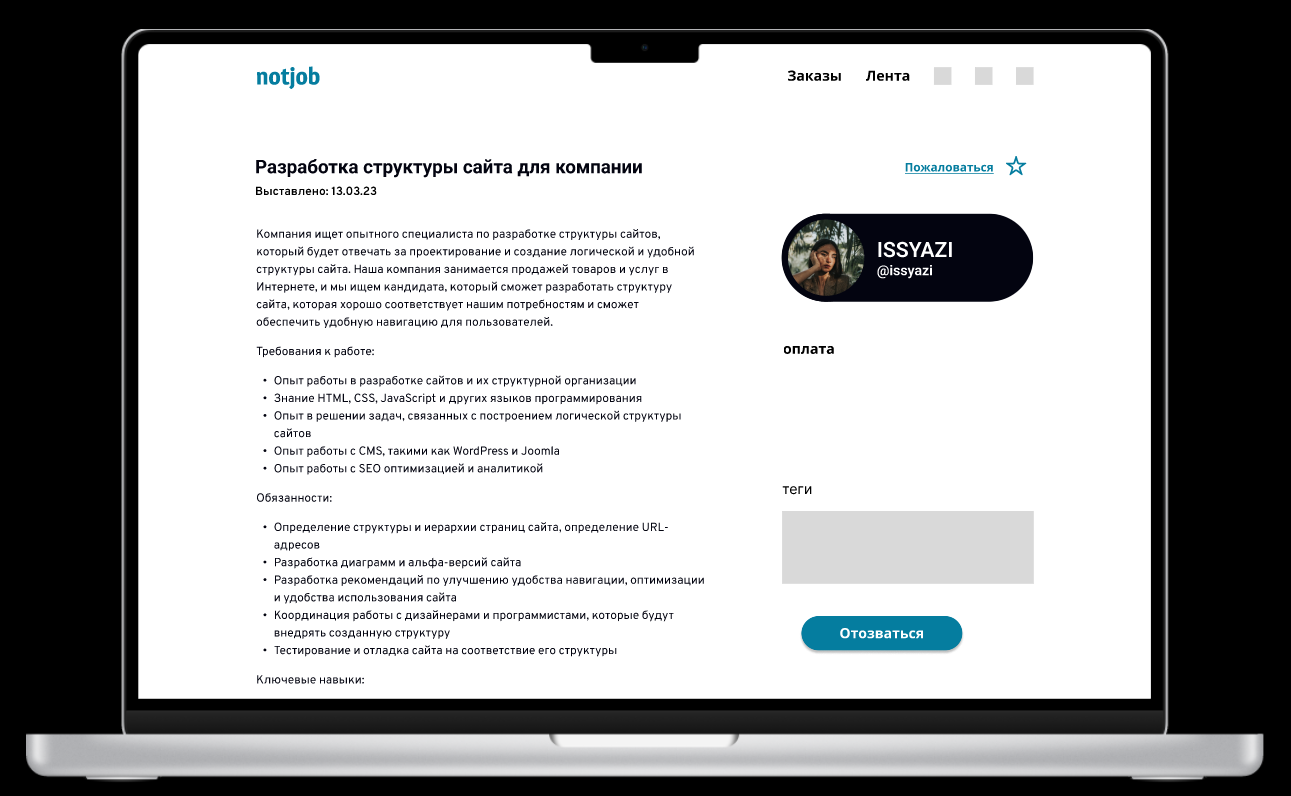 notjob
Заказы Лента
Разработка структуры сайта для компании
Пожаловаться
Выставлено: 13.03.23
Компания ищет опытного специалиста по разработке структуры сайтов,
который будет отвечать за проектирование и создание логической и удобной
структуры сайта. Наша компания занимается продажей товаров и услуг в
Интернете, и мы ищем кандидата, который сможет разработать структуру
сайта, которая хорошо соответствует нашим потребностям и сможет
обеспечить удобную навигацию для пользователей.
Требования к работе:
• Опыт работы в разработке сайтов и их структурной организации
• Знание HTML, CSS, JavaScript и других языков программирования
• Опыт в решении задач, связанных с построением логической структуры
сайтов
• Опыт работы с CMS, такими как WordPress и Joomla
• Опыт работы с SEO оптимизацией и аналитикой
Обязанности:
• Определение структуры и иерархии страниц сайта, определение URL-
адресов
• Разработка диаграмм и альфа-версий сайта
• Разработка рекомендаций по улучшению удобства навигации, оптимизации
и удобства использования сайта
• Координация работы с дизайнерами и программистами, которые будут
внедрять созданную структуру
• Тестирование и отладка сайта на соответствие его структуры
Ключевые навыки:
ISSYAZI
@issyazi
оплата
теги
Отозваться